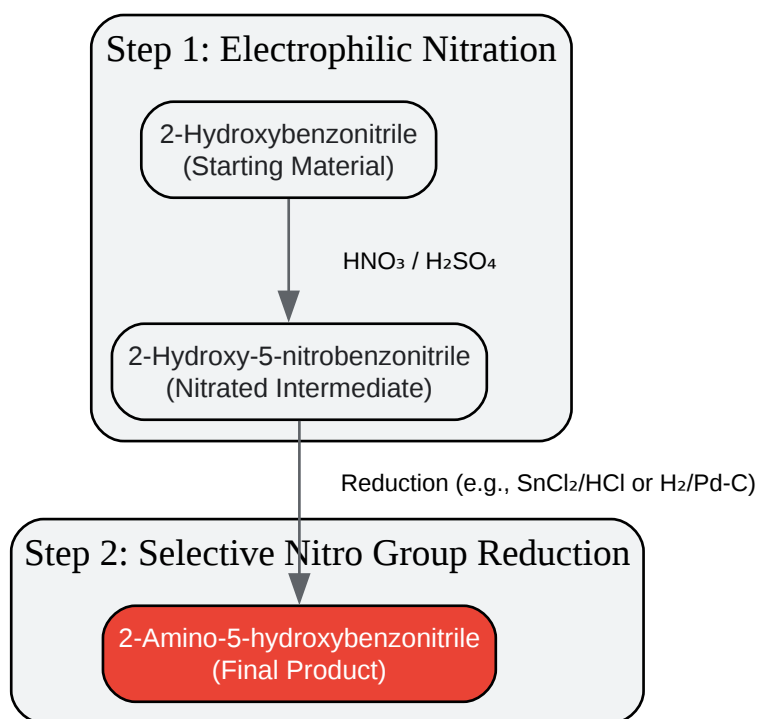 Step 1: Electrophilic Nitration
2-Hydroxybenzonitrile
(Starting Material)
HNO₃ / H₂SO₄
2-Hydroxy-5-nitrobenzonitrile
(Nitrated Intermediate)
Reduction (e.g., SnCl₂/HCl or H₂/Pd-C)
Step 2: Selective Nitro Group Reduction
2-Amino-5-hydroxybenzonitrile
(Final Product)